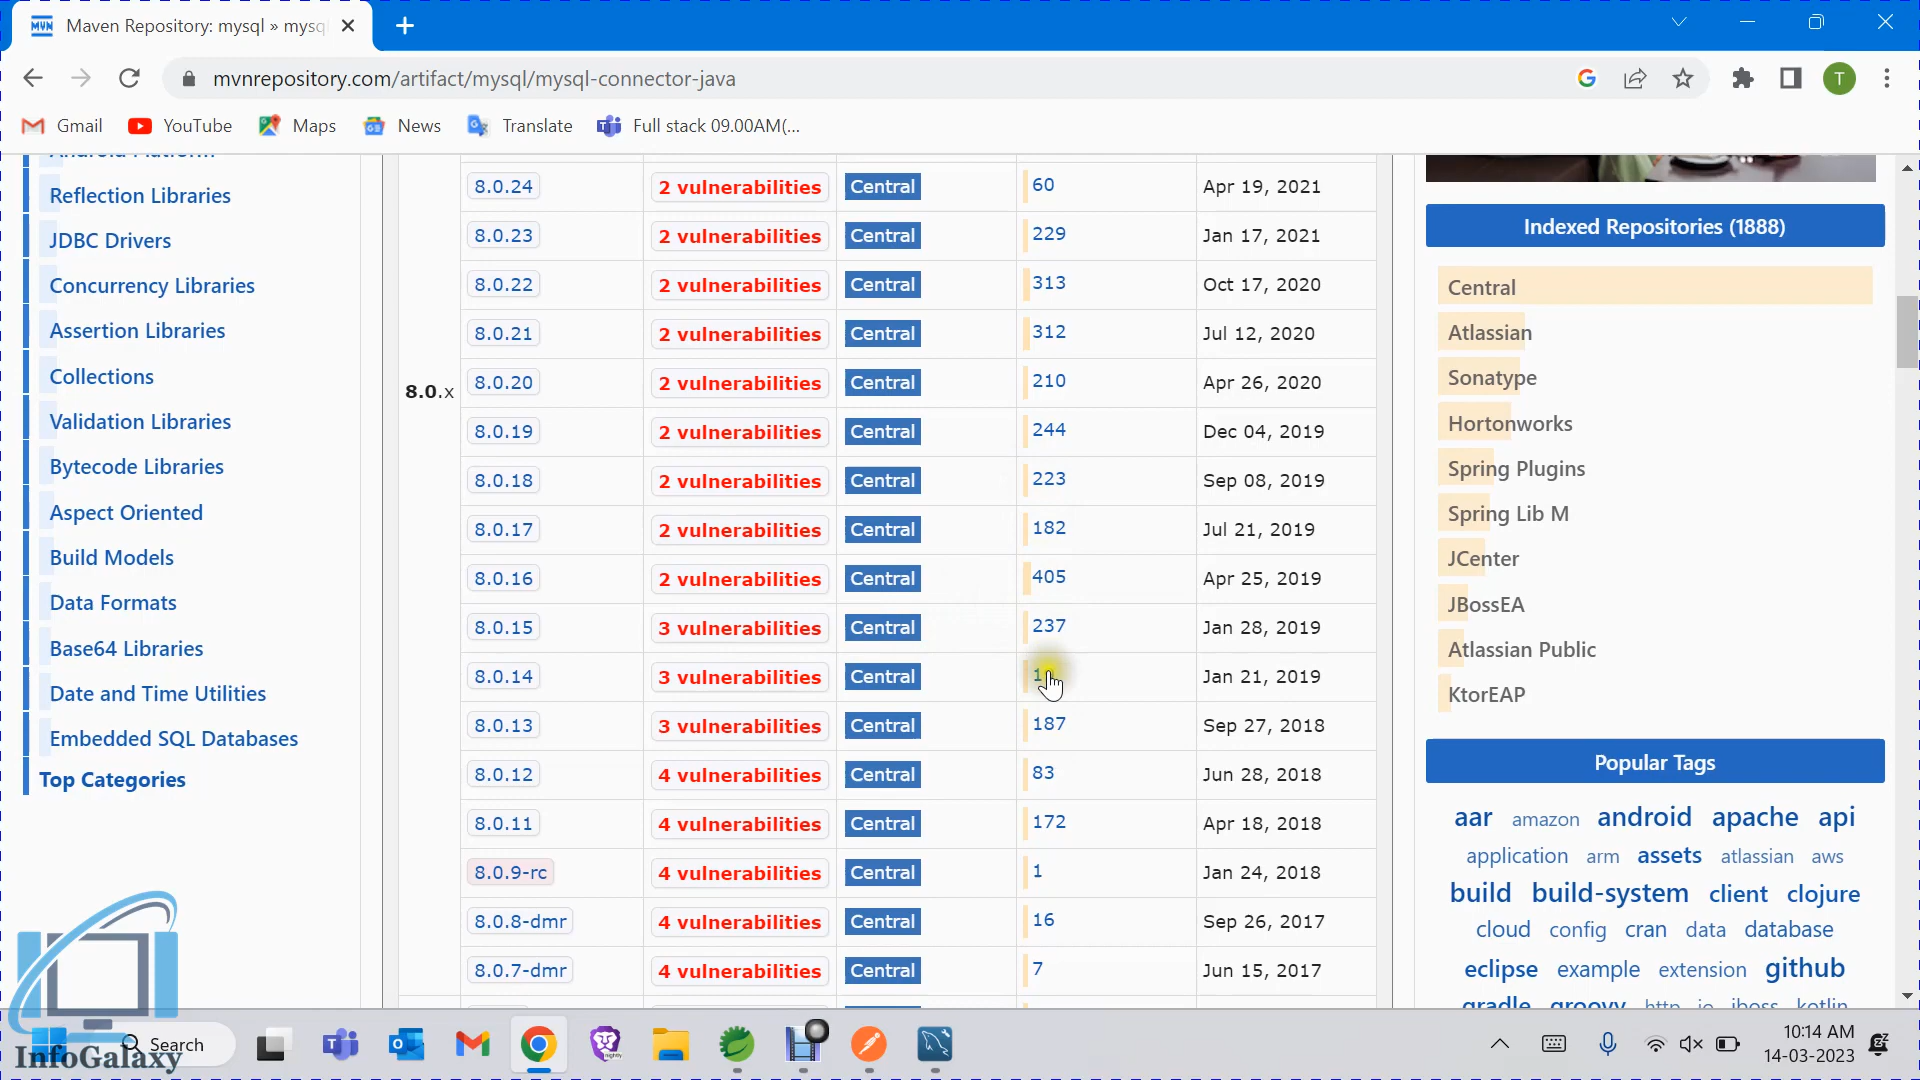 Maven Repository: mysql » mysq
mvnrepository.com/artifact/mysql/mysql-connector-java
T
Gmail YouTube Maps News Translate Full stack 09.00AM(...
Reflection Libraries
JDBC Drivers
Concurrency Libraries
Assertion Libraries
Collections
Validation Libraries
Bytecode Libraries
Aspect Oriented
Build Models
Data Formats
Base64 Libraries
Date and Time Utilities
Embedded SQL Databases
Top Categories
8.0.x
8.0.24 2 vulnerabilities Central 60 Apr 19, 2021
8.0.23 2 vulnerabilities Central 229 Jan 17, 2021
8.0.22 2 vulnerabilities Central 313 Oct 17, 2020
8.0.21 2 vulnerabilities Central 312 Jul 12, 2020
8.0.20 2 vulnerabilities Central 210 Apr 26, 2020
8.0.19 2 vulnerabilities Central 244 Dec 04, 2019
8.0.18 2 vulnerabilities Central 223 Sep 08, 2019
8.0.17 2 vulnerabilities Central 182 Jul 21, 2019
8.0.16 2 vulnerabilities Central 405 Apr 25, 2019
8.0.15 3 vulnerabilities Central 237 Jan 28, 2019
8.0.14 3 vulnerabilities Central Jan 21, 2019
8.0.13 3 vulnerabilities Central 187 Sep 27, 2018
8.0.12 4 vulnerabilities Central 83 Jun 28, 2018
8.0.11 4 vulnerabilities Central 172 Apr 18, 2018
8.0.9-rc 4 vulnerabilities Central 1 Jan 24, 2018
8.0.8-dmr 4 vulnerabilities Central 16 Sep 26, 2017
8.0.7-dmr 4 vulnerabilities Central 7 Jun 15, 2017
Indexed Repositories (1888)
Central
Atlassian
Sonatype
Hortonworks
Spring Plugins
Spring Lib M
JCenter
JBossEA
Atlassian Public
KtorEAP
Popular Tags
aar amazon android apache api
application arm assets atlassian aws
build build-system client clojure
cloud config cran data database
eclipse example extension github
gradle groovy http io jboss kotlin
InfoGalaxy
Search
10:14 AM
14-03-2023